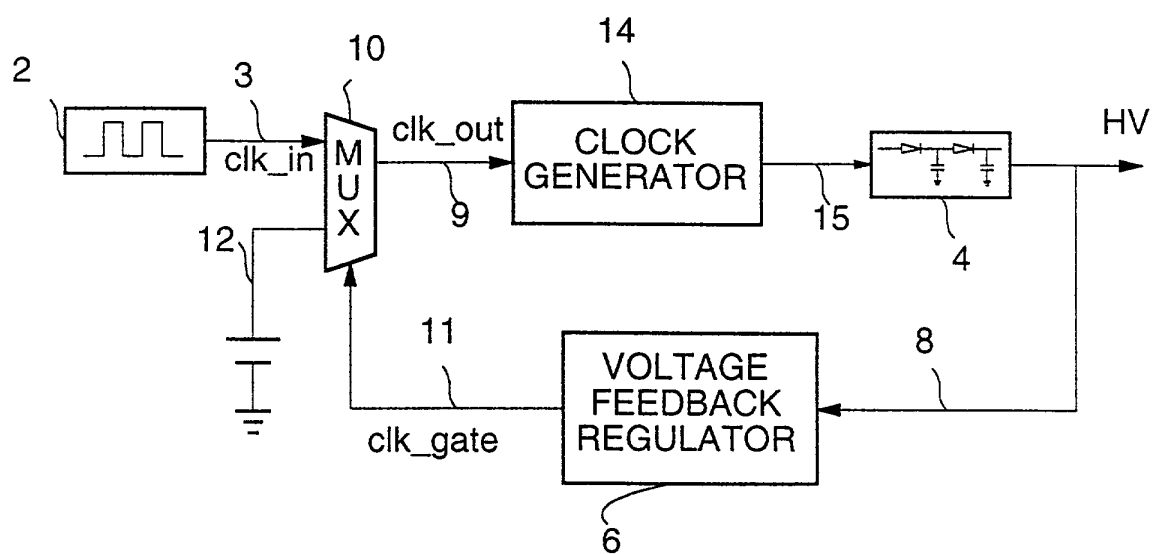 14
10
2
3
HV
clk_in
MUX
clk_out
CLOCK
GENERATOR
9
15
4
12
11
8
VOLTAGE
FEEDBACK
REGULATOR
clk_gate
6